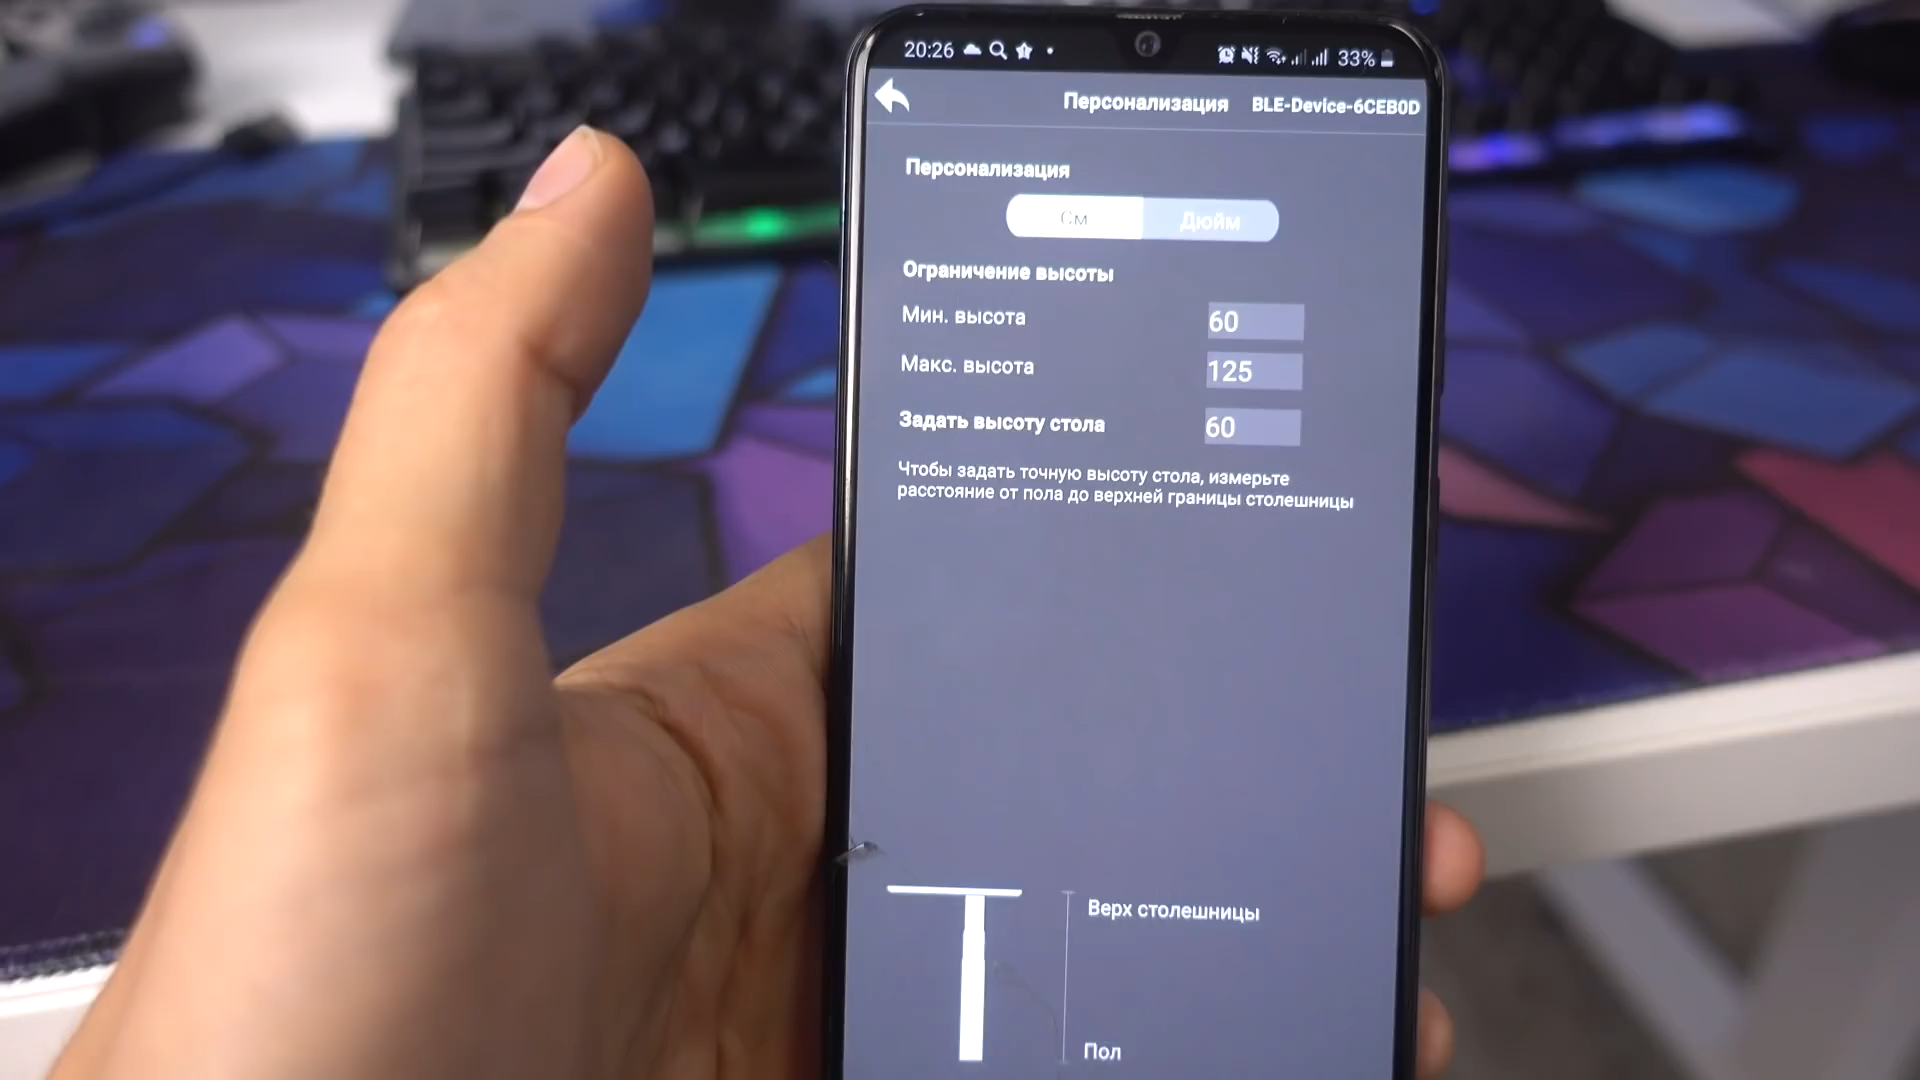 20:26
33%
Персонализация BLE-Device-6CEB0D
Персонализация
См Дюйм
Ограничение высоты
Мин. высота 60
Макс. высота 125
Задать высоту стола 60
Чтобы задать точную высоту стола, измерьте
расстояние от пола до верхней границы столешницы
Верх столешницы
Пол